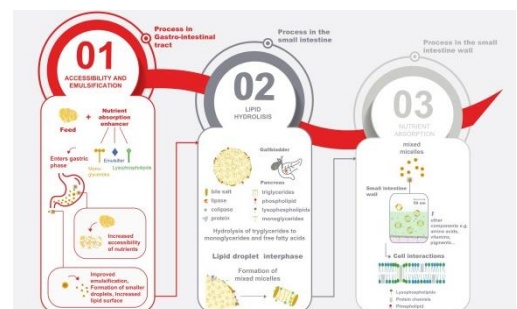 Process in
Gastro-intestinal
tract
01
ACCESSIBILITY AND
EMULSIFICATION
Feed
+
Nutrient
absorption
enhancer
Mono-
glycerides
Emulsifier
Lysophospholipids
Enters gastric
phase
Increased
accessibility
of nutrients
Improved
emulsification,
Formation of smaller
droplets, increased
lipid surface
Process in the
small intestine
02
LIPID
HYDROLISIS
Gallbladder
Pancreas
bile salt
lipase
colipase
protein
triglycerides
phospholipid
lysophospholipids
monoglycerides
Hydrolysis of tryglycerides to
monoglycerides and free fatty acids
Lipid droplet interphase
Formation of
mixed micelles
Process in the small
intestine wall
03
NUTRIENT
ABSORPTION
mixed
micelles
Small intestine
wall
other
components e.g.
amino acids,
vitamins,
pigments...
Cell interactions
Lysophospholipids
Protein channels
Phospholipid